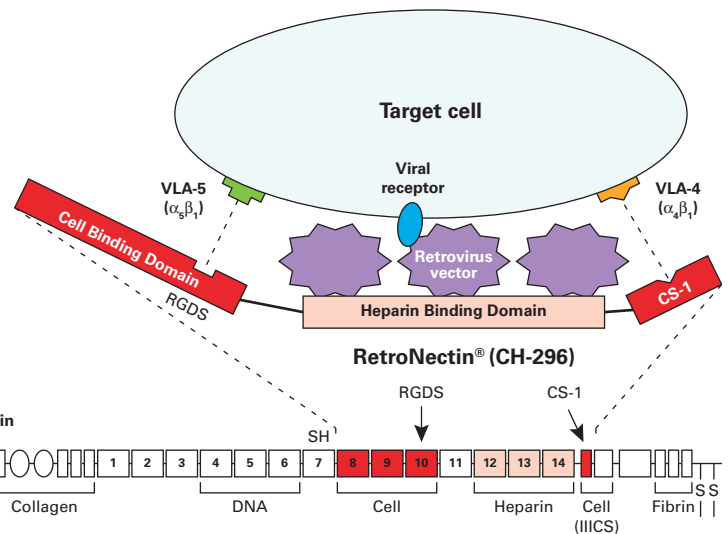 Target cell
Viral
receptor
VLA-5
(α₅β₁)
VLA-4
(α₄β₁)
Cell Binding Domain
RGDS
Retrovirus
vector
CS-1
Heparin Binding Domain
RetroNectin® (CH-296)
RGDS
CS-1
in
SH
1 2 3 4 5 6 7 8 9 10 11 12 13 14
S S
Collagen
DNA
Cell
Heparin
Cell
(IIICS)
Fibrin